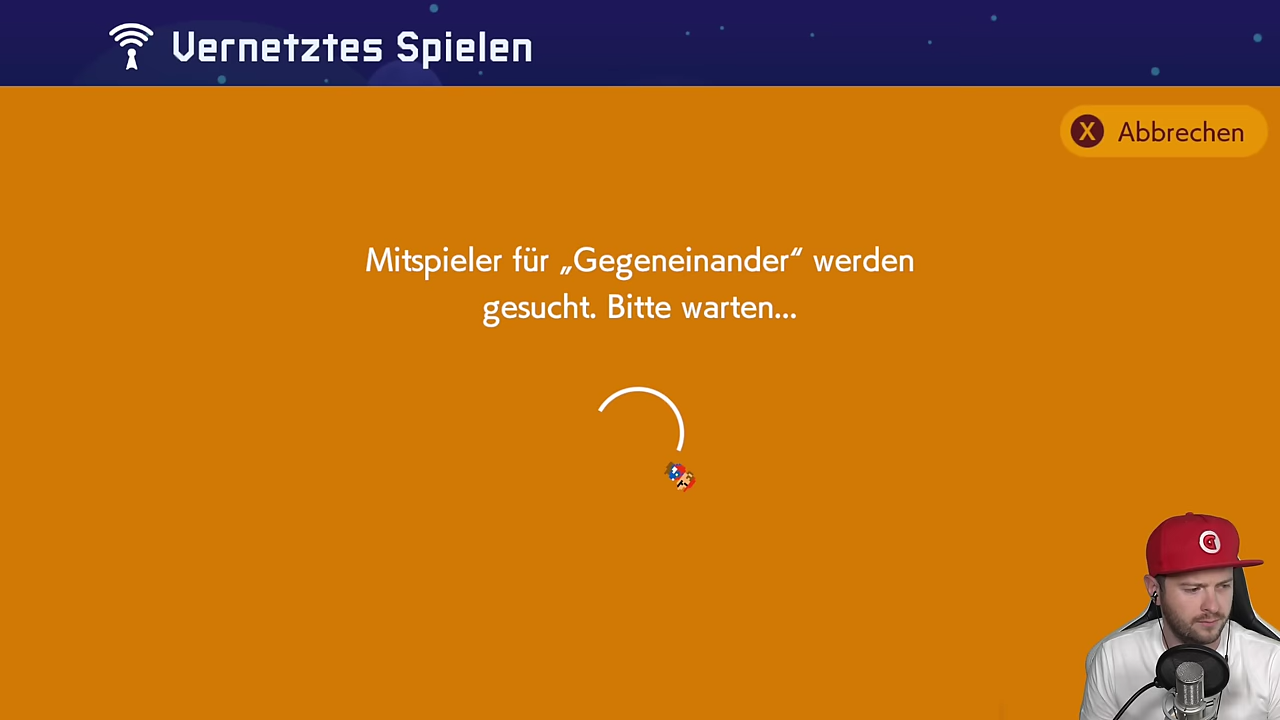 Vernetztes Spielen
X Abbrechen
Mitspieler für „Gegeneinander“ werden
gesucht. Bitte warten...